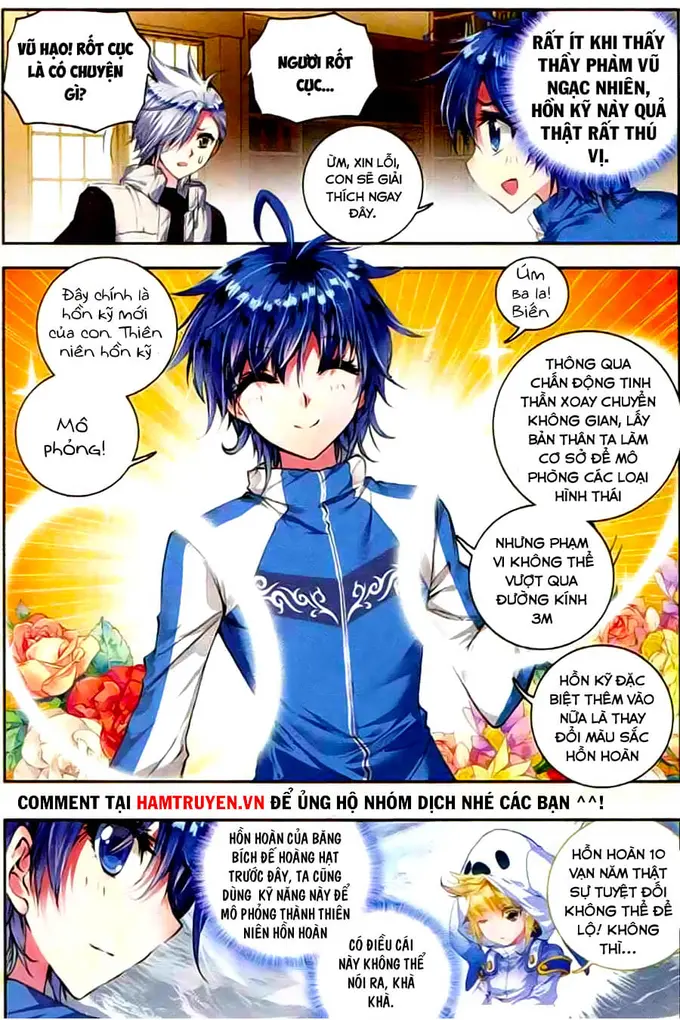 VŨ HẠO! RỐT CỤC
LÀ CÓ CHUYỆN
GÌ?
NGƯƠI RỐT
CỤC...
RẤT ÍT KHI THẤY
THẦY PHÀM VŨ
NGẠC NHIÊN,
HỒN KỸ NÀY QUẢ
THẬT RẤT THÚ
VỊ.
ỪM, XIN LỖI,
CON SẼ GIẢI
THÍCH NGAY
ĐÂY.
Đây chính là
hồn kỹ mới
của con. Thiên
niên hồn kỹ
Mô
phỏng!
Úm
ba la!
Biến
THÔNG QUA
CHẤN ĐỘNG TINH
THẦN XOAY CHUYỂN
KHÔNG GIAN, LẤY
BẢN THÂN TA LÀM
CƠ SỞ ĐỂ MÔ
PHỎNG CÁC LOẠI
HÌNH THÁI
NHƯNG PHẠM
VI KHÔNG THỂ
VƯỢT QUA
ĐƯỜNG KÍNH
3M
HỒN KỸ ĐẶC
BIỆT THÊM VÀO
NỮA LÀ THAY
ĐỔI MÀU SẮC
HỒN HOÀN
COMMENT TẠI HAMTRUYEN.VN ĐỂ ỦNG HỘ NHÓM DỊCH NHÉ CÁC BẠN ^^!
HỒN HOÀN CỦA BĂNG
BÍCH ĐẾ HOÀNG HẠT
TRƯỚC ĐÂY, TA CŨNG
DÙNG KỸ NĂNG NÀY ĐỂ
MÔ PHỎNG THÀNH THIÊN
NIÊN HỒN HOÀN
CÓ ĐIỀU CÁI
NÀY KHÔNG THỂ
NÓI RA, KHÀ
KHÀ.
HỒN HOÀN 10
VẠN NĂM THẬT
SỰ TUYỆT ĐỐI
KHÔNG THỂ ĐỂ
LỘ! KHÔNG
THÌ...